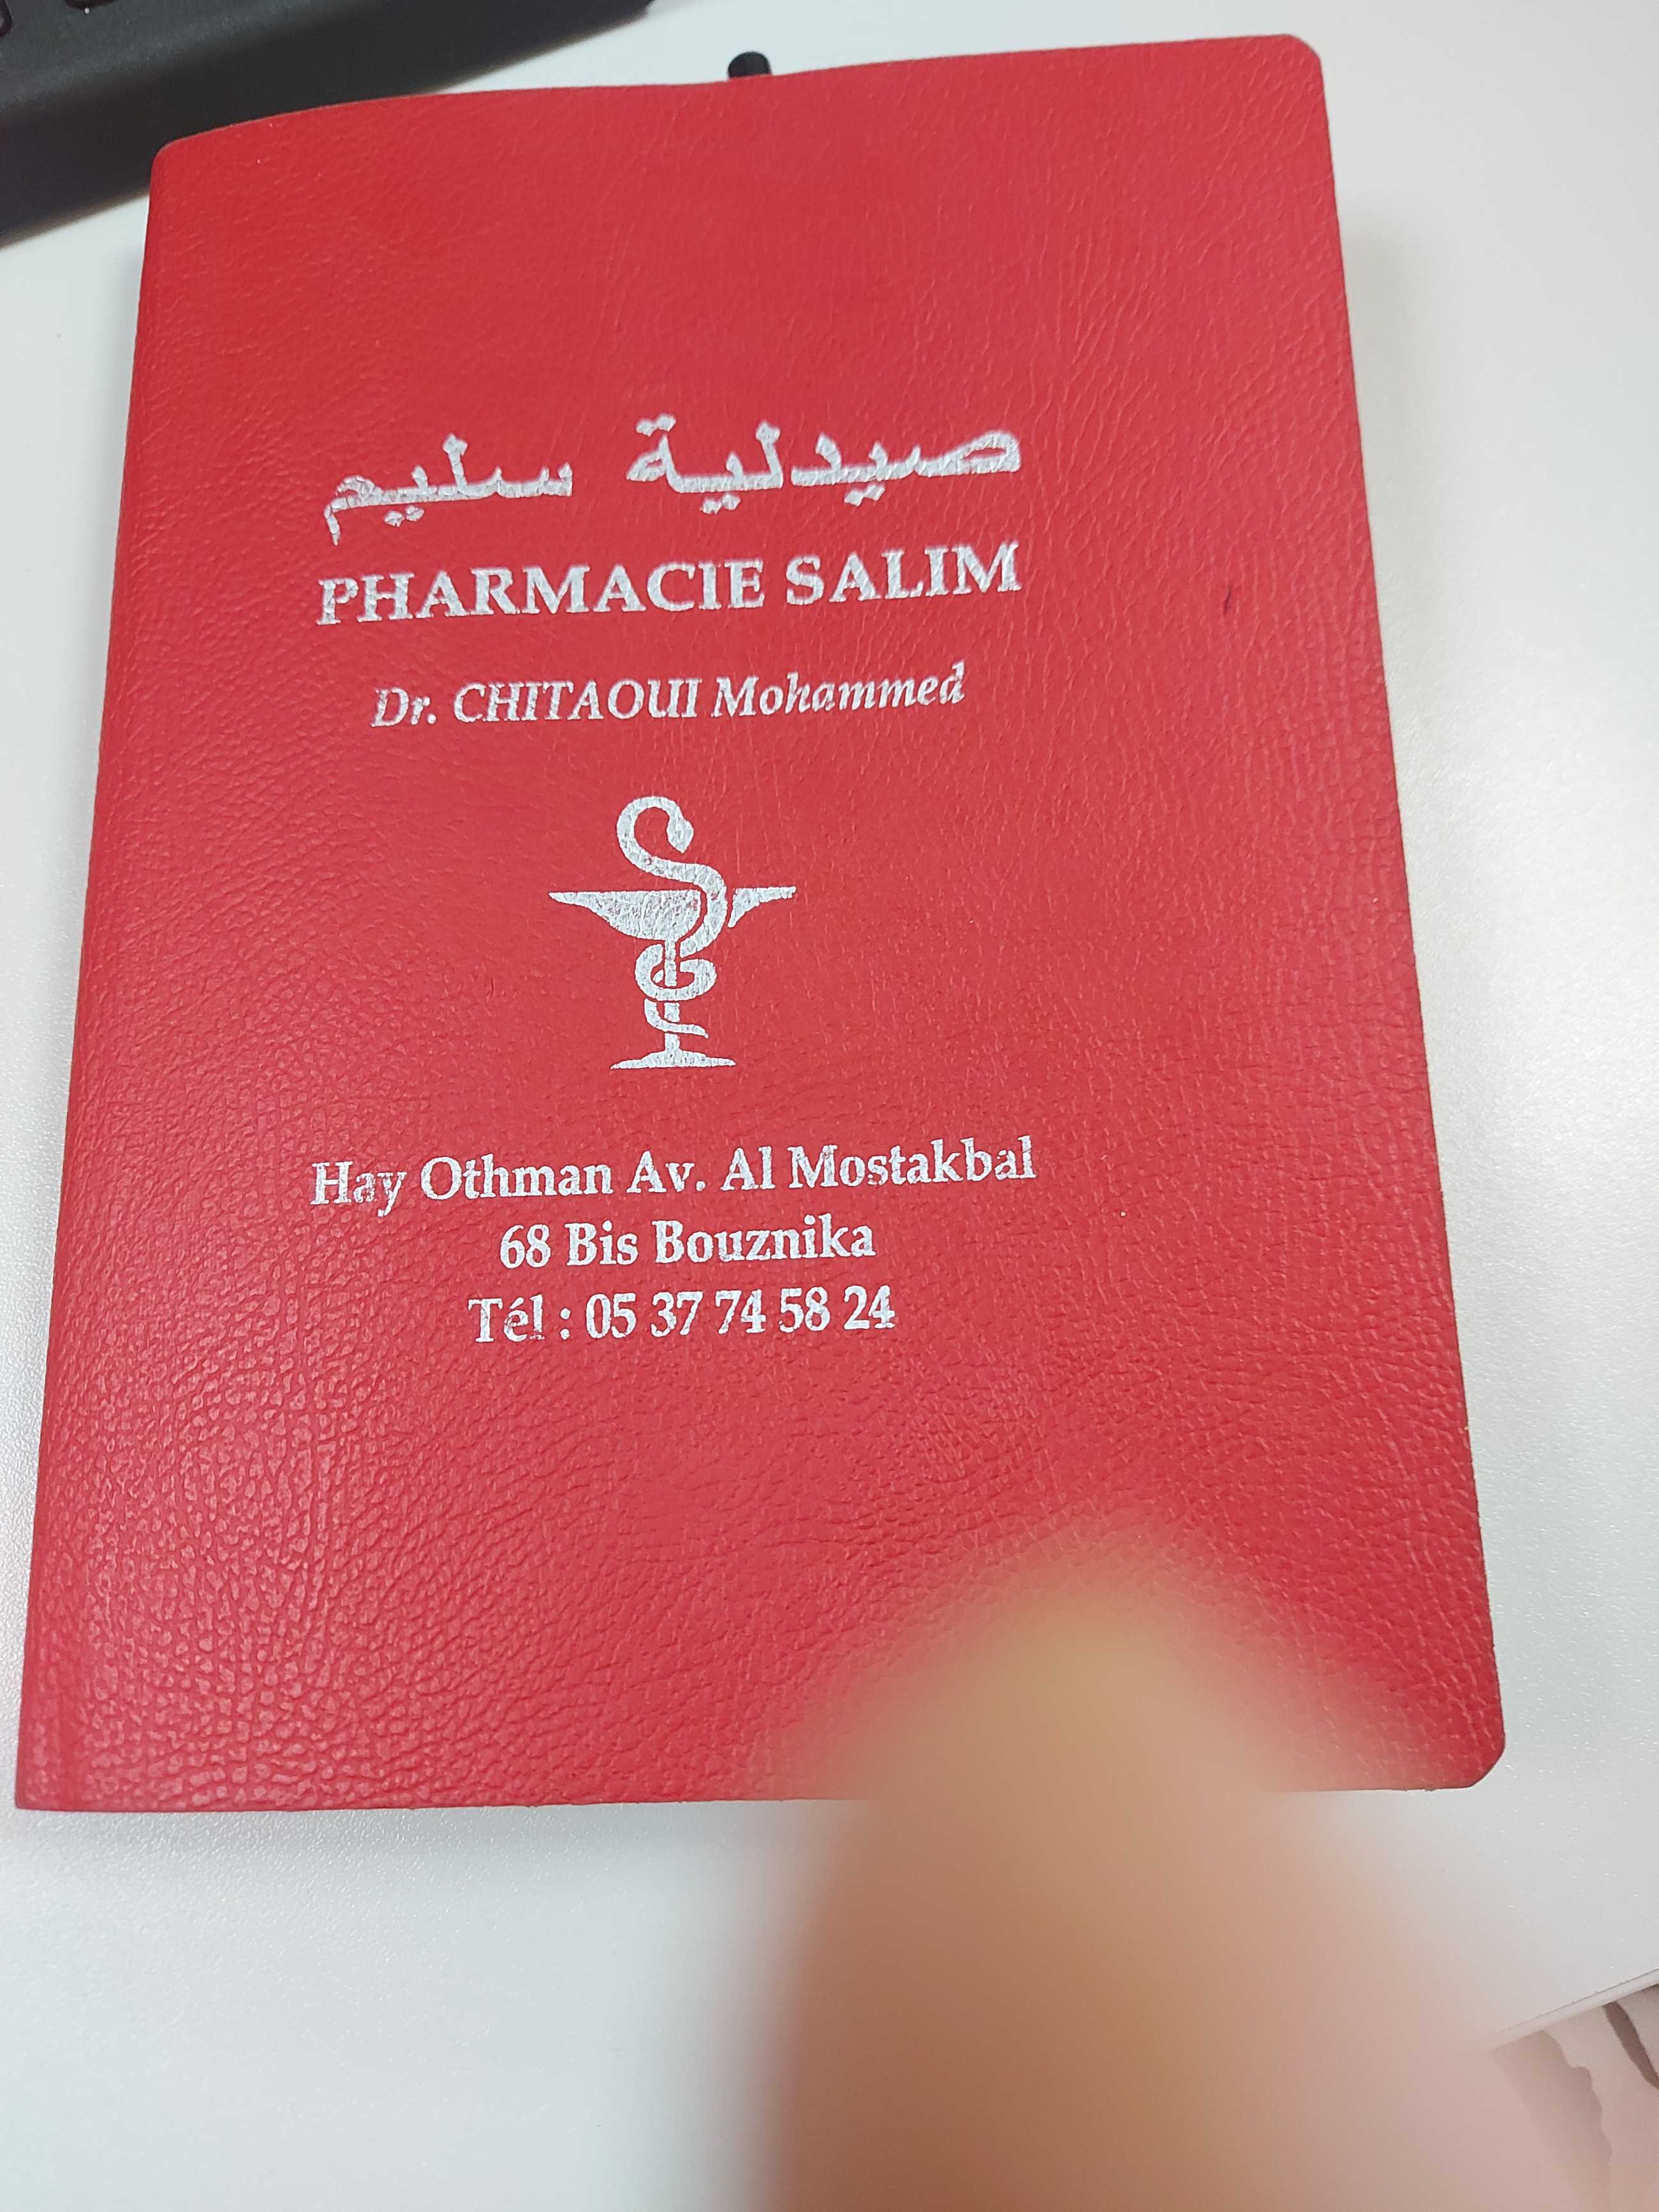 صيدلية سليم
PHARMACIE SALIM
Dr. CHITAOUI Mohammed
Hay Othman Av. Al Mostakbal
68 Bis Bouznika
Tél : 05 37 74 58 24